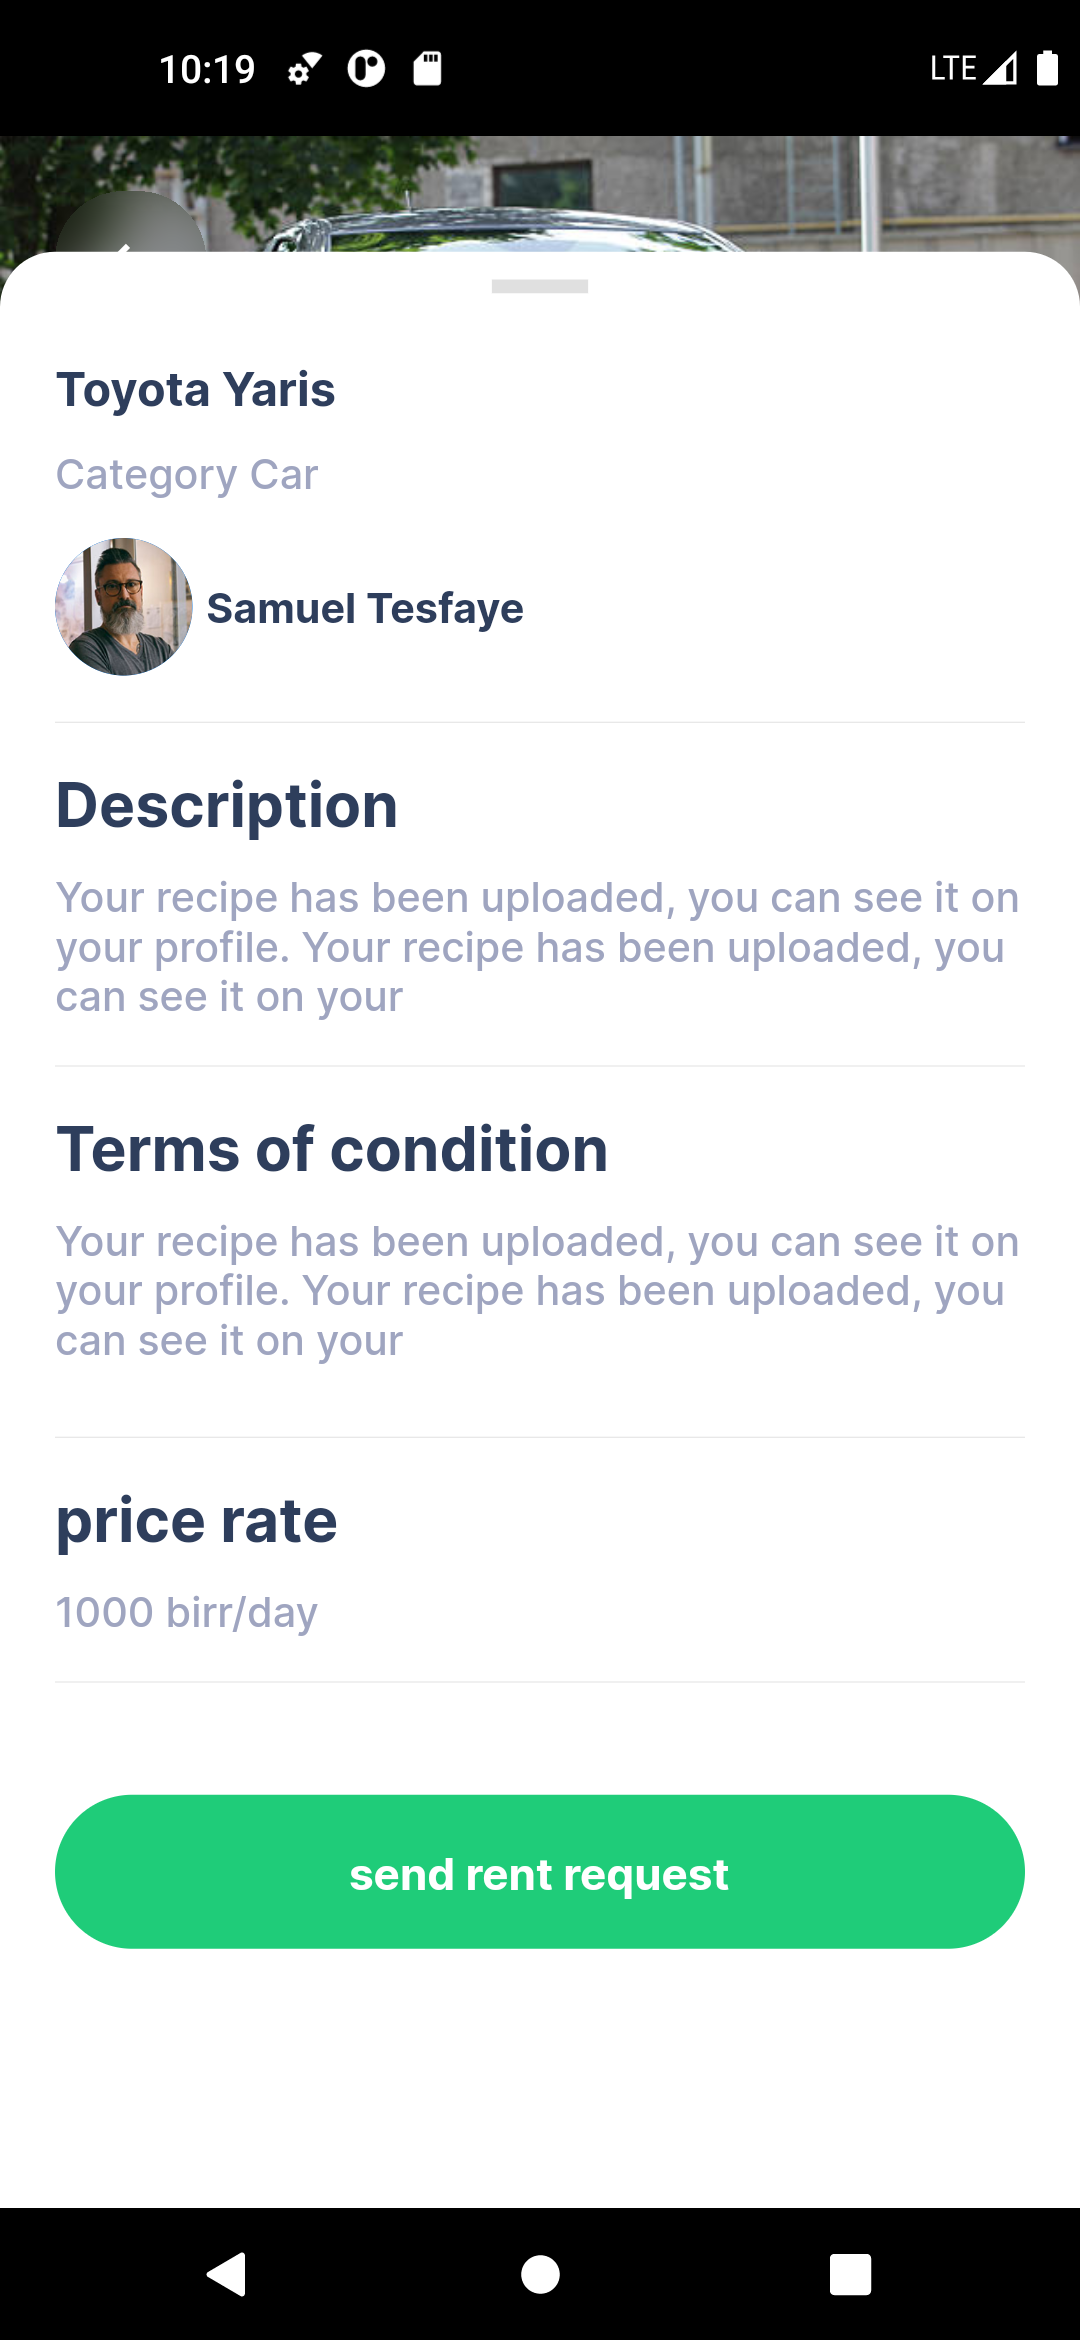 10:19
LTE
Toyota Yaris
Category Car
Samuel Tesfaye
Description
Your recipe has been uploaded, you can see it on
your profile. Your recipe has been uploaded, you
can see it on your
Terms of condition
Your recipe has been uploaded, you can see it on
your profile. Your recipe has been uploaded, you
can see it on your
price rate
1000 birr/day
send rent request